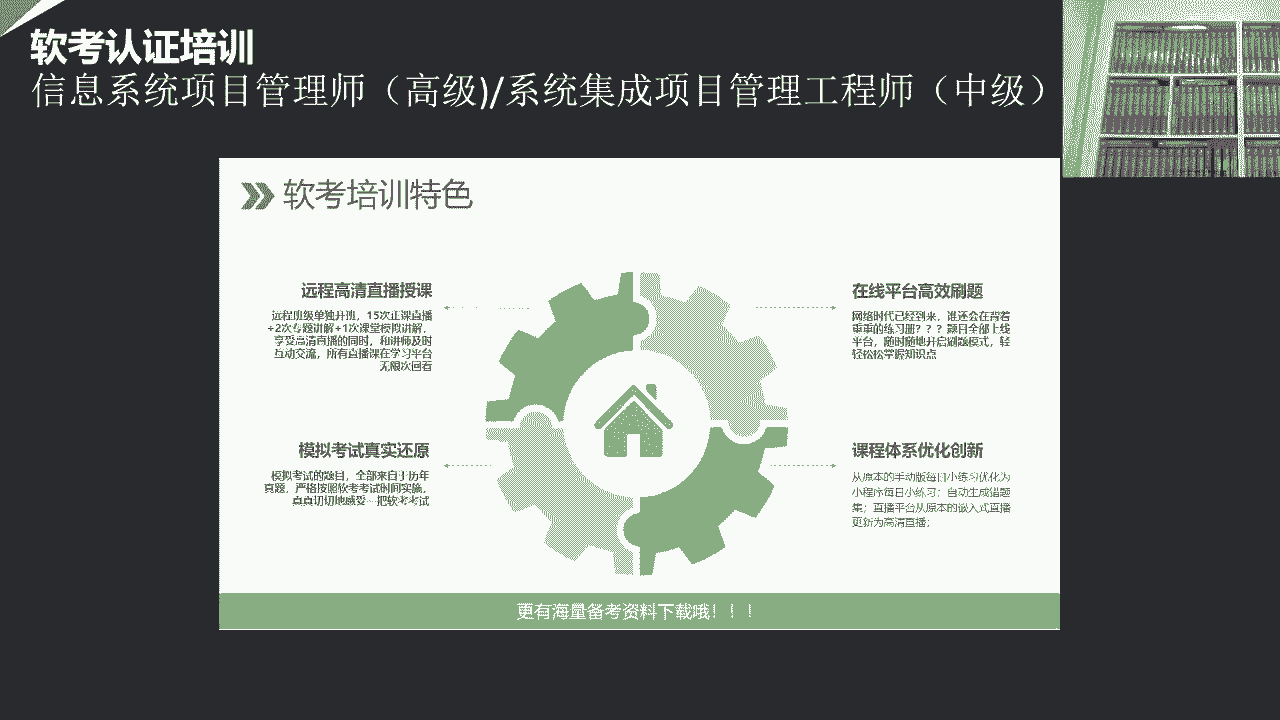 软考认证培训
信息系统项目管理师（高级)/系统集成项目管理工程师（中级）
软考培训特色
远程高清直播授课
远程班级单独开班，15次正课直播
+2次专题讲解+1次课堂模拟讲解，
享受高清直播的同时，和讲师及时
互动交流，所有直播课在学习平台
无限次回看
在线平台高效刷题
网络时代已经到来，谁还会在背着
重重的练习册？？？题目全部上线
平台，随时随地开启刷题模式，轻
轻松松掌握知识点
模拟考试真实还原
模拟考试的题目，全部来自于历年
真题，严格按照软考考试时间实施，
真真切切地感受一把软考考试
课程体系优化创新
从原本的手动版每日小练习优化为
小程序每日小练习；自动生成错题
集；直播平台从原本的嵌入式直播
更新为高清直播；
更有海量备考资料下载哦！！！